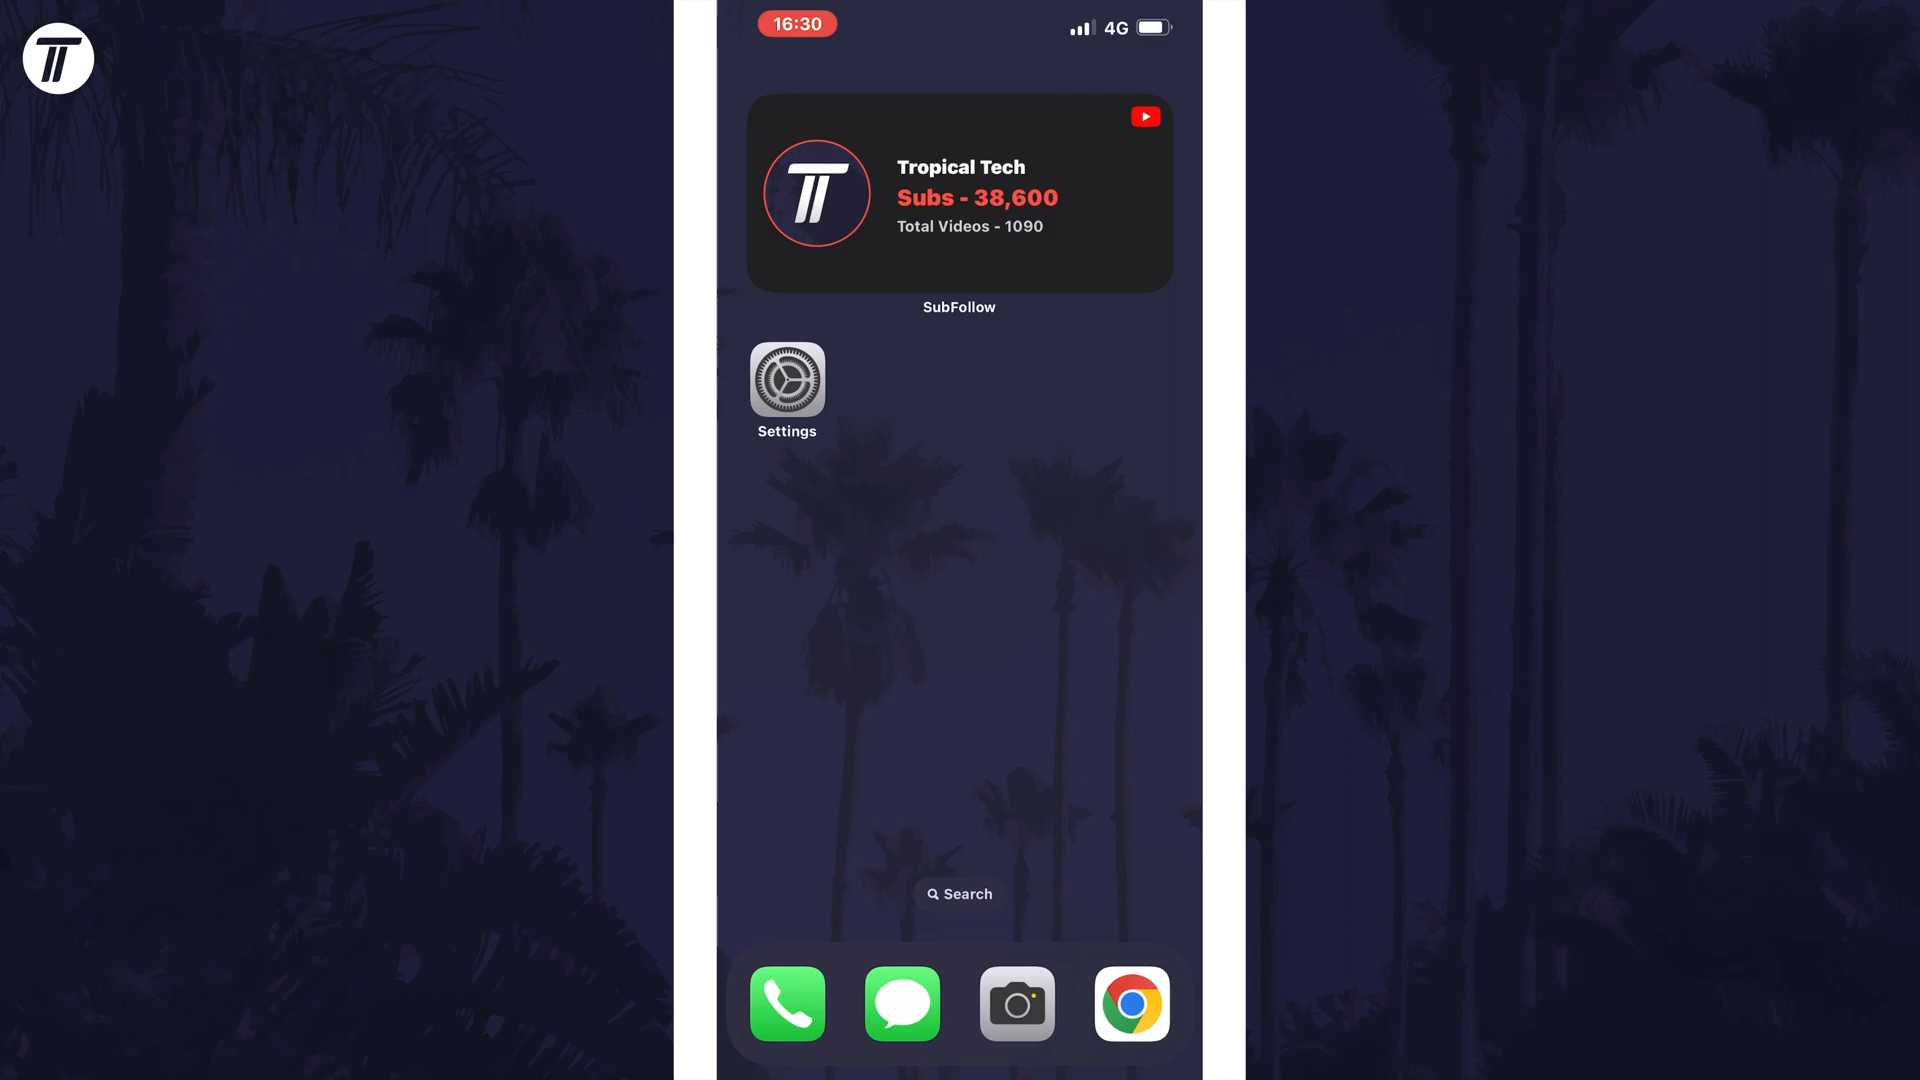 16:30
4G
Tropical Tech
Subs - 38,600
Total Videos - 1090
SubFollow
Settings
Search